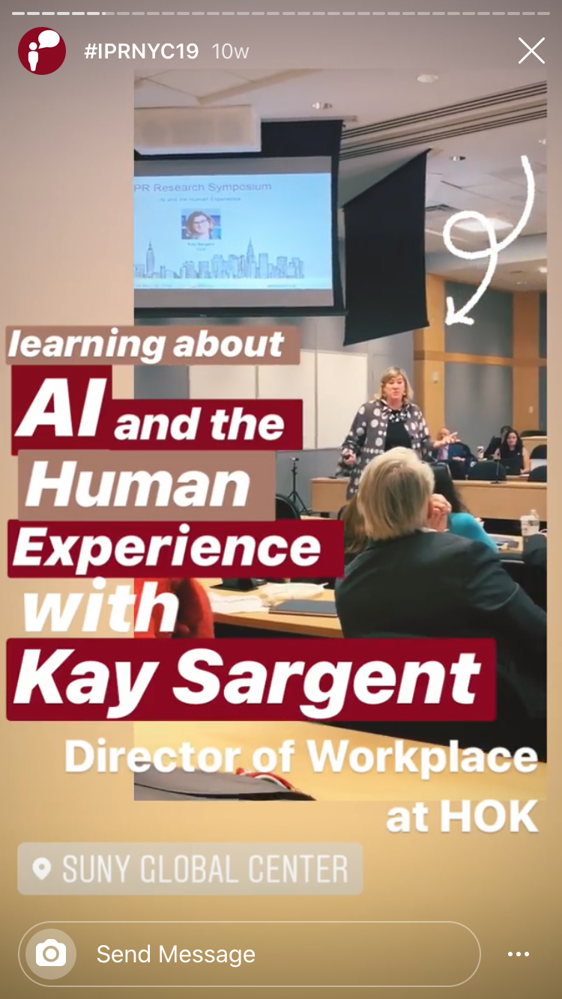 #IPRNYC19 10w
PR Research Symposium
AI and the Human Experience
Kay Sargent
learning about
AI and the
Human
Experience
with
Kay Sargent
Director of Workplace
at HOK
SUNY GLOBAL CENTER
Send Message